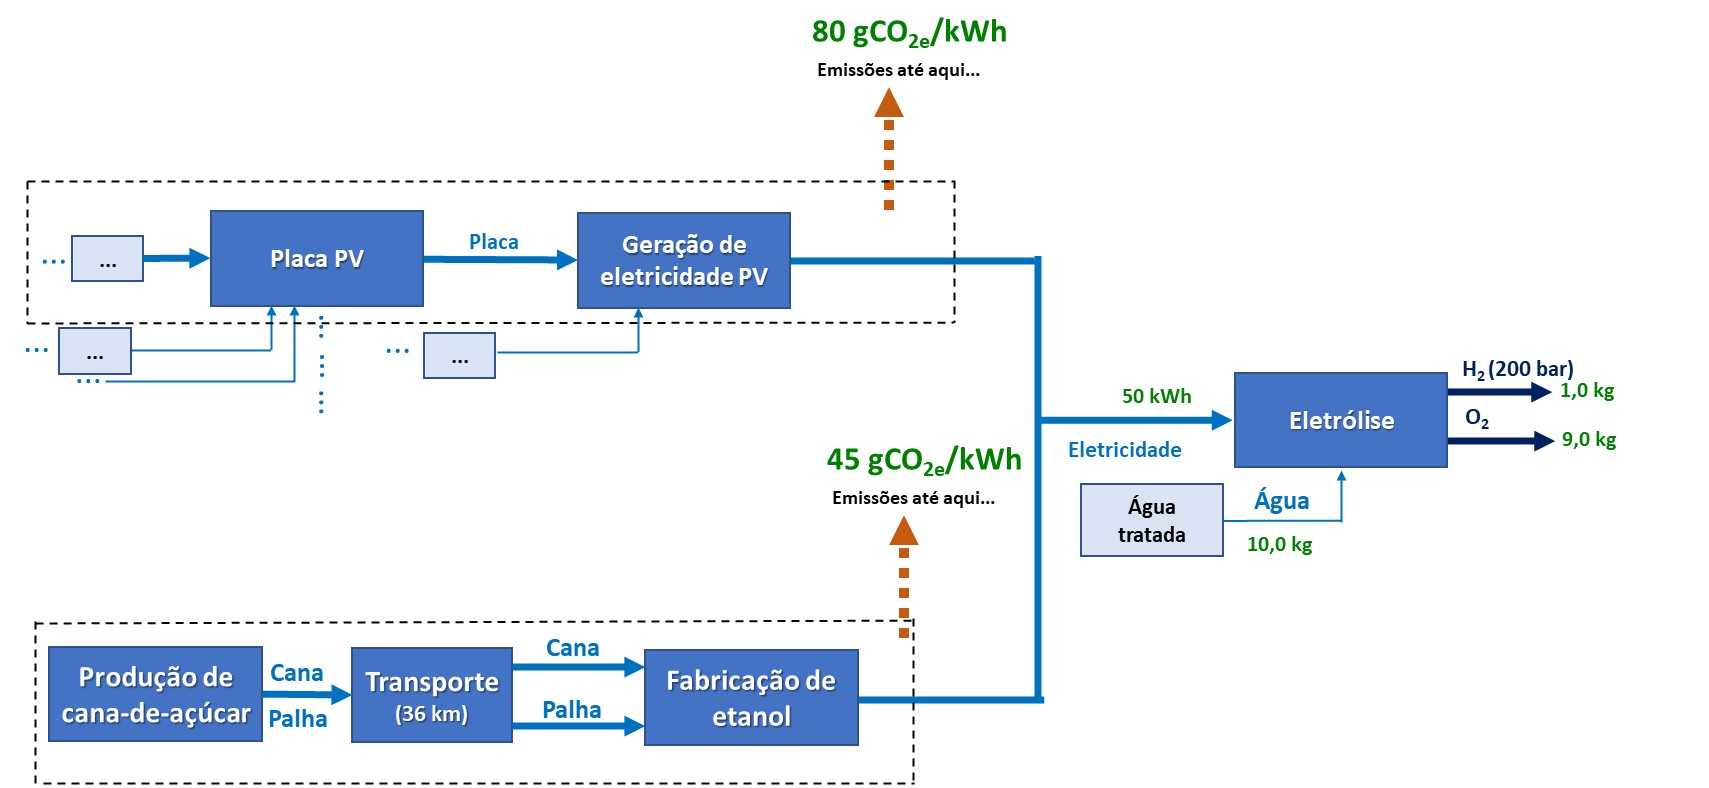 80 gCO2e/kWh
Emissões até aqui...
...
Placa PV
Placa
Geração de
eletricidade PV
...
...
50 kWh
Eletricidade
Eletrólise
H2 (200 bar)
1,0 kg
O2
9,0 kg
Água
tratada
Água
10,0 kg
45 gCO2e/kWh
Emissões até aqui...
Produção de
cana-de-açúcar
Cana
Palha
Transporte
(36 km)
Cana
Palha
Fabricação de
etanol